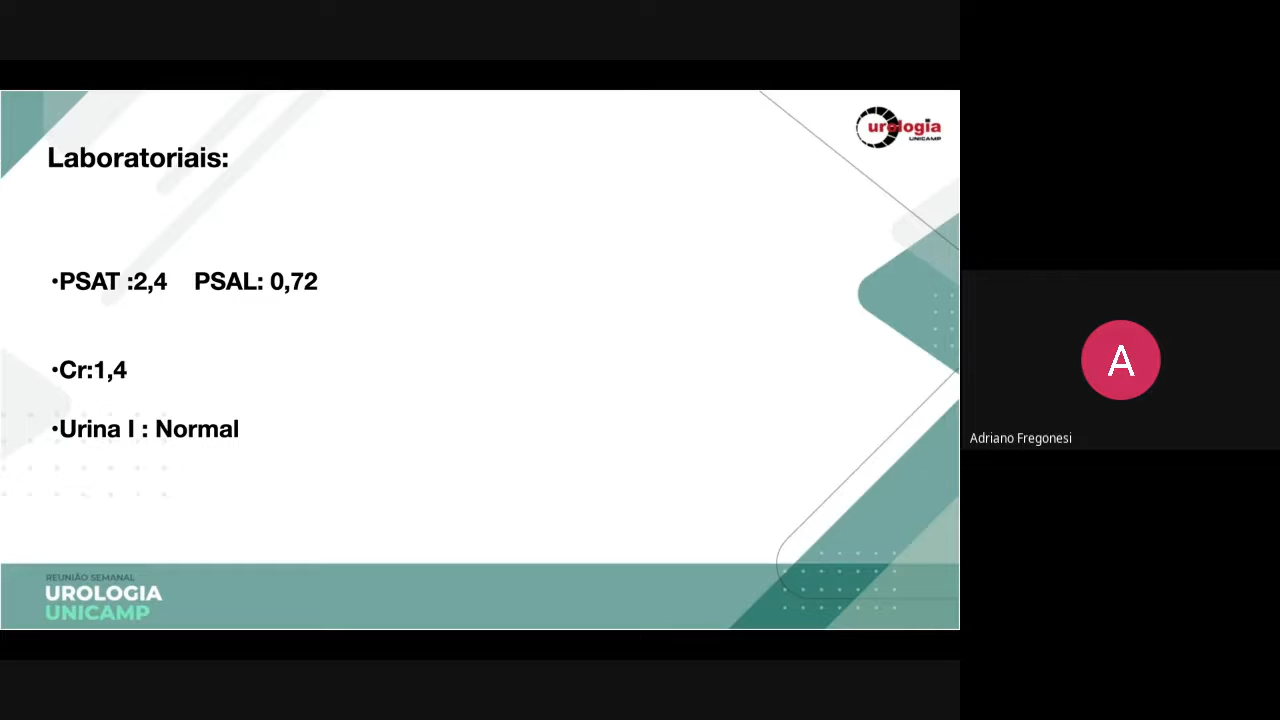 urologia
UNICAMP
Laboratoriais:
•PSAT :2,4    PSAL: 0,72
•Cr:1,4
•Urina I : Normal
REUNIÃO SEMANAL
UROLOGIA
UNICAMP
A
Adriano Fregonesi